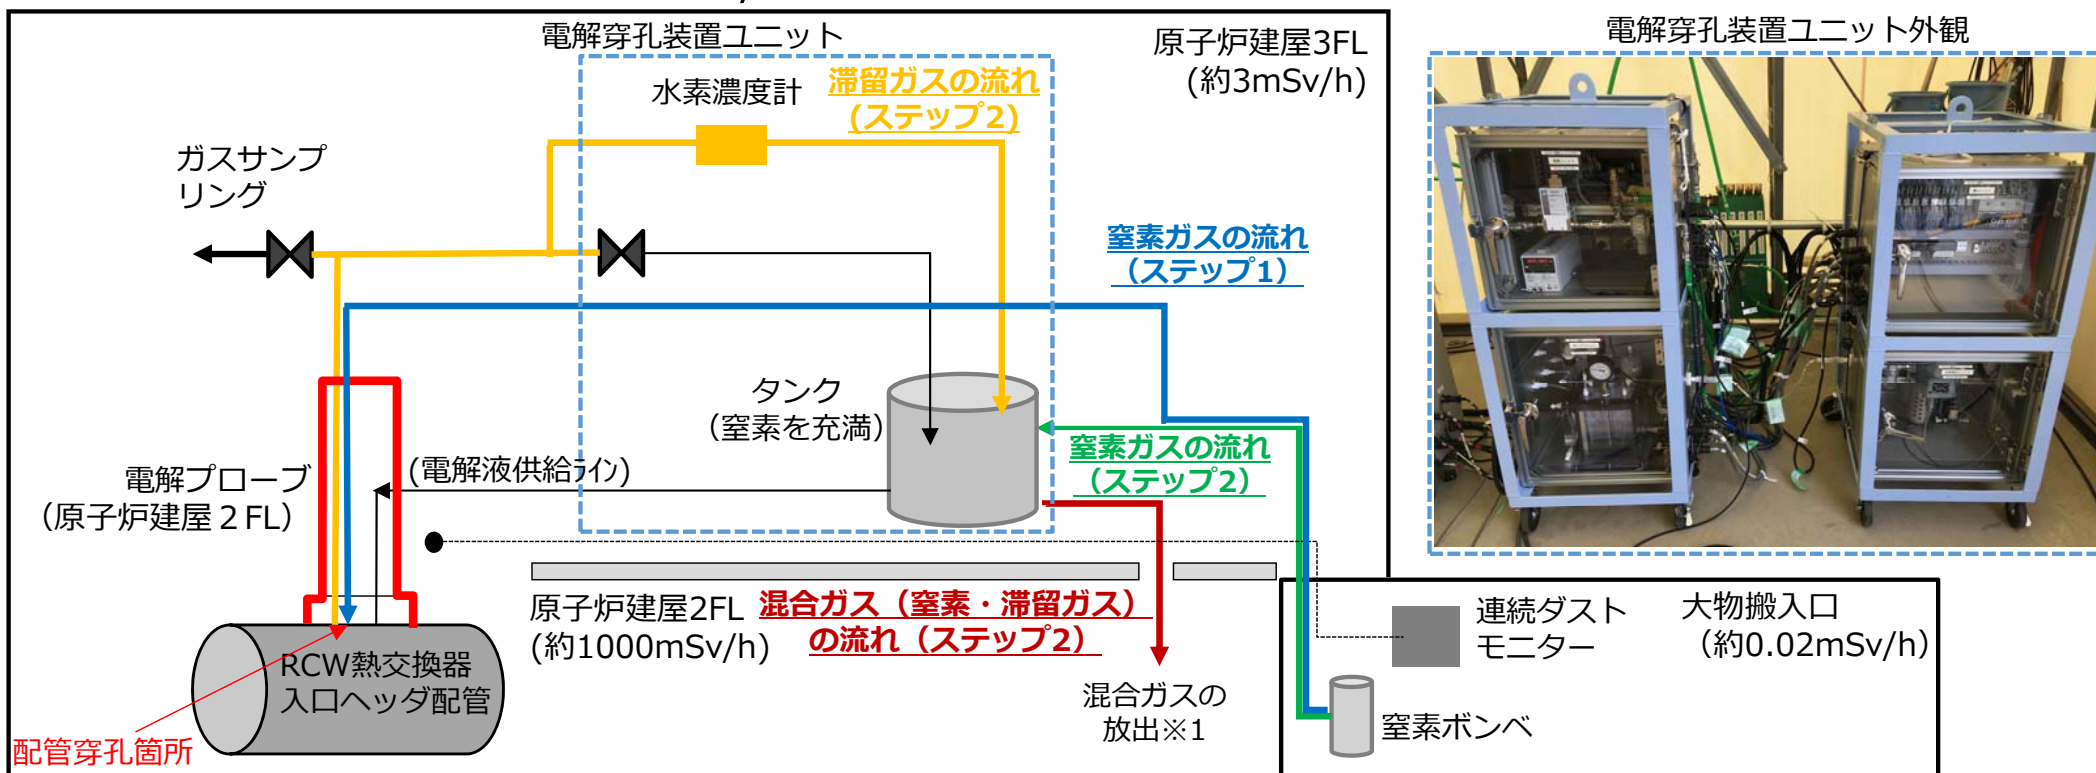 電解穿孔装置ユニット
原子炉建屋3FL
(約3mSv/h)
電解穿孔装置ユニット外観
水素濃度計
滞留ガスの流れ
(ステップ2)
ガスサンプ
リング
窒素ガスの流れ
（ステップ1）
タンク
（窒素を充満）
窒素ガスの流れ
（ステップ2）
電解プローブ
（原子炉建屋２FL）
(電解液供給ﾗｲﾝ)
原子炉建屋2FL
(約1000mSv/h)
混合ガス（窒素・滞留ガス）
の流れ（ステップ2）
連続ダスト
モニター
大物搬入口
（約0.02mSv/h）
RCW熱交換器
入口ヘッダ配管
混合ガスの
放出※1
窒素ボンベ
配管穿孔箇所